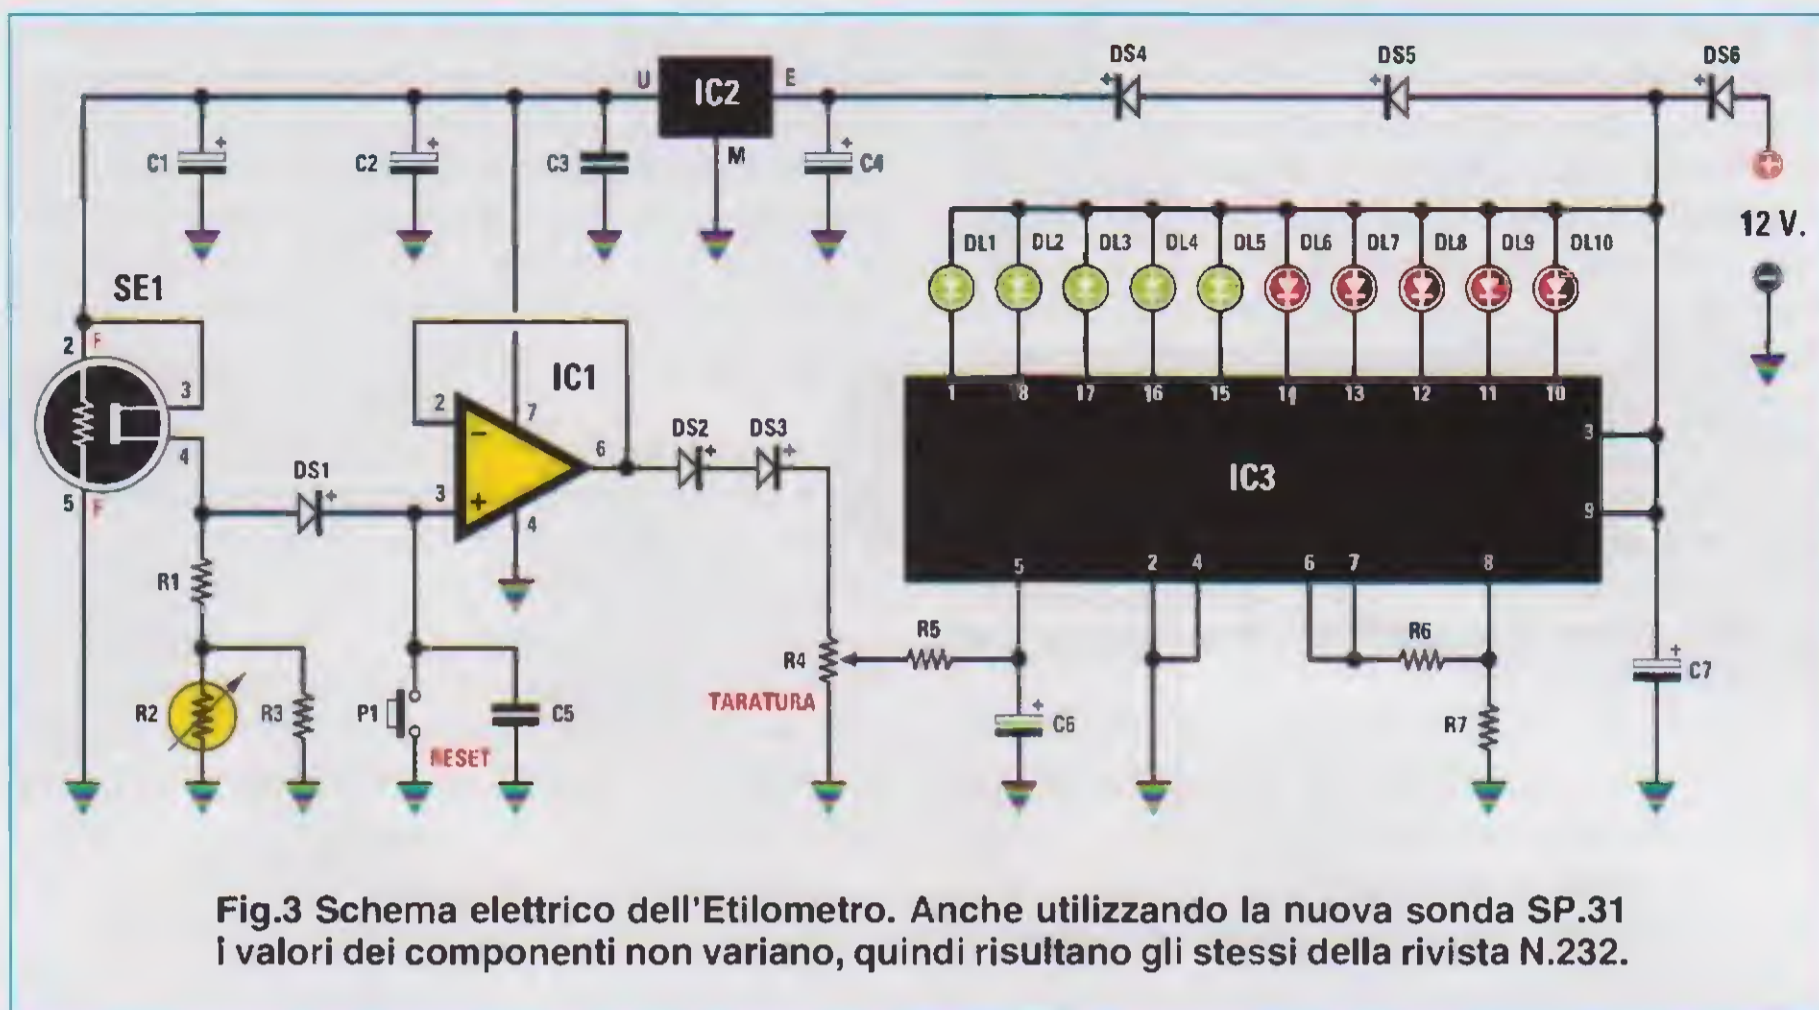 DS4 DS5 DS6
U IC2 E
C1 C2 C3 M C4
12 V.
DL1 DL2 DL3 DL4 DL5 DL6 DL7 DL8 DL9 DL10
SE1
2 F
3
4
5 F
IC1
2
7
6
3
4
DS1
DS2 DS3
1 18 17 16 15 14 13 12 11 10
3
IC3
9
5 2 4 6 7 8
R1
R2 R3
P1
RESET
C5
R4
TARATURA
R5
C6
R6
R7
C7
Fig.3 Schema elettrico dell'Etilometro. Anche utilizzando la nuova sonda SP.31
i valori dei componenti non variano, quindi risultano gli stessi della rivista N.232.